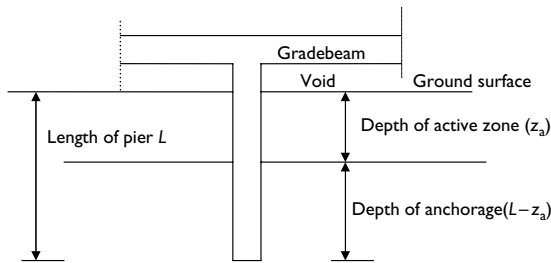 Gradebeam
Void
Ground surface
Length of pier L
Depth of active zone (zₐ)
Depth of anchorage(L–zₐ)